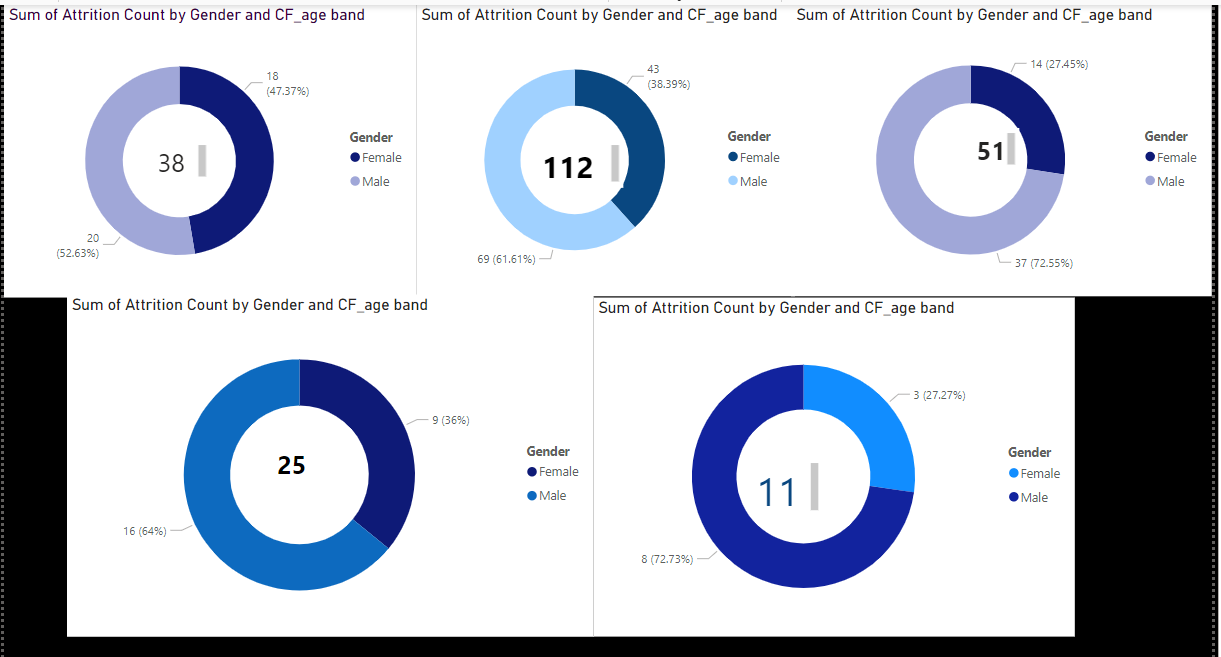 Sum of Attrition Count by Gender and CF_age band
18
(47.37%)
38
20
(52.63%)
Gender
Female
Male
Sum of Attrition Count by Gender and CF_age band
43
(38.39%)
112
69 (61.61%)
Gender
Female
Male
Sum of Attrition Count by Gender and CF_age band
14 (27.45%)
51
37 (72.55%)
Gender
Female
Male
Sum of Attrition Count by Gender and CF_age band
9 (36%)
25
16 (64%)
Gender
Female
Male
Sum of Attrition Count by Gender and CF_age band
3 (27.27%)
11
8 (72.73%)
Gender
Female
Male